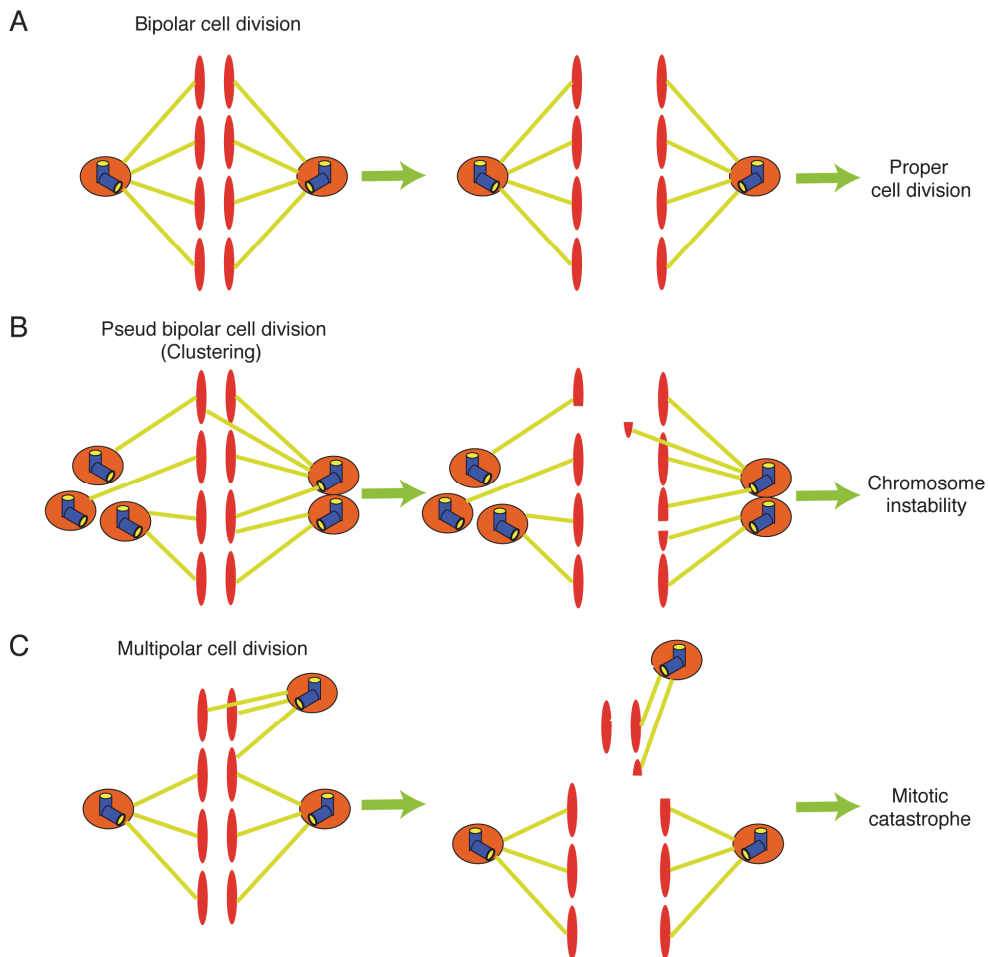 A
Bipolar cell division
Proper
cell division
B
Pseud bipolar cell division
(Clustering)
Chromosome
instability
C
Multipolar cell division
Mitotic
catastrophe